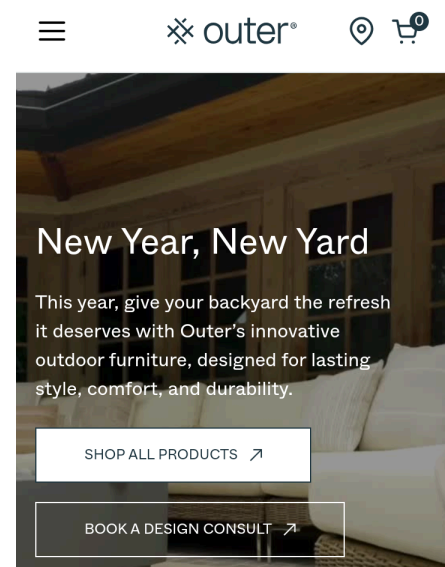 outer®
0
New Year, New Yard
This year, give your backyard the refresh
it deserves with Outer's innovative
outdoor furniture, designed for lasting
style, comfort, and durability.
SHOP ALL PRODUCTS
BOOK A DESIGN CONSULT